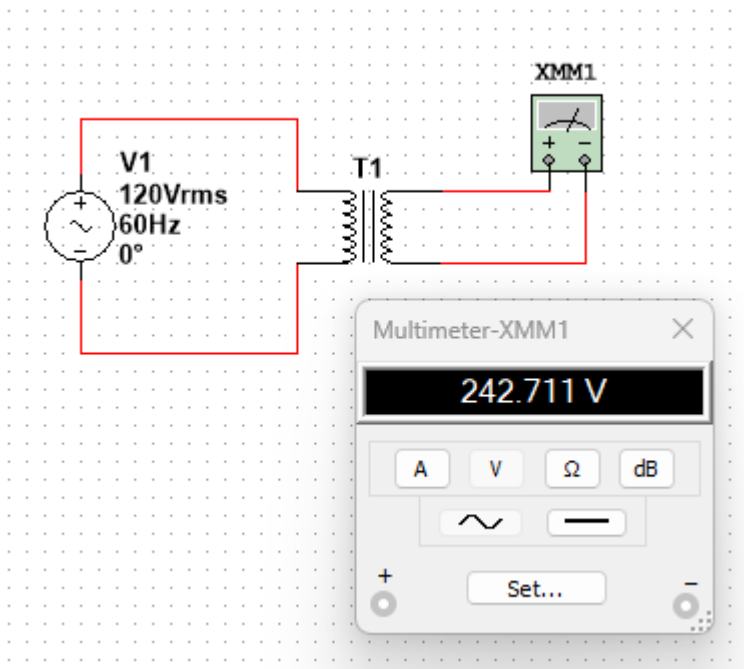 XMM1
V1
120Vrms
60Hz
0°
T1
+ −
+
−
Multimeter-XMM1
242.711 V
A V Ω dB
Set...
+ −